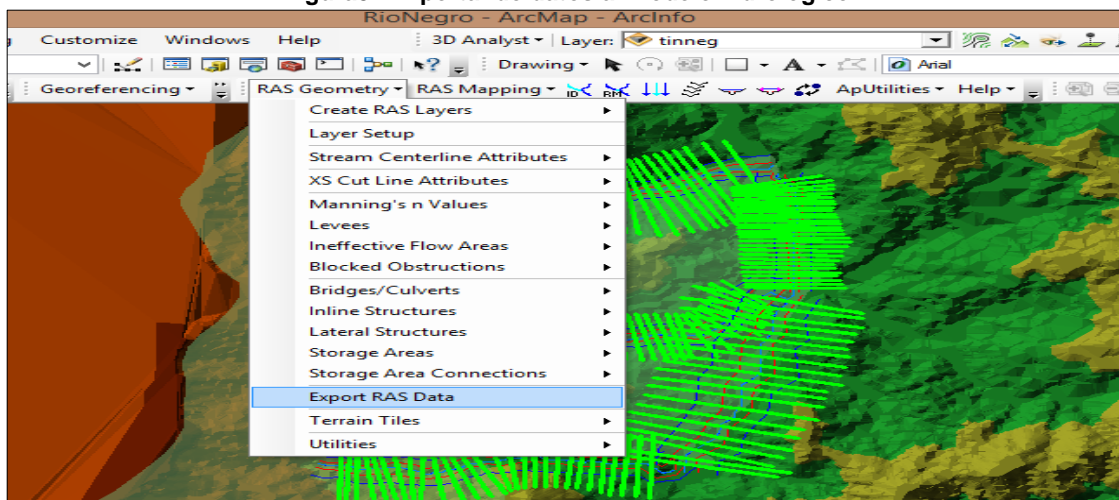 RioNegro - ArcMap - ArcInfo
Customize Windows Help 3D Analyst Layer: tinneg
Drawing A Arial
Georeferencing RAS Geometry RAS Mapping ID RM ApUtilities Help
Create RAS Layers
Layer Setup
Stream Centerline Attributes
XS Cut Line Attributes
Manning's n Values
Levees
Ineffective Flow Areas
Blocked Obstructions
Bridges/Culverts
Inline Structures
Lateral Structures
Storage Areas
Storage Area Connections
Export RAS Data
Terrain Tiles
Utilities